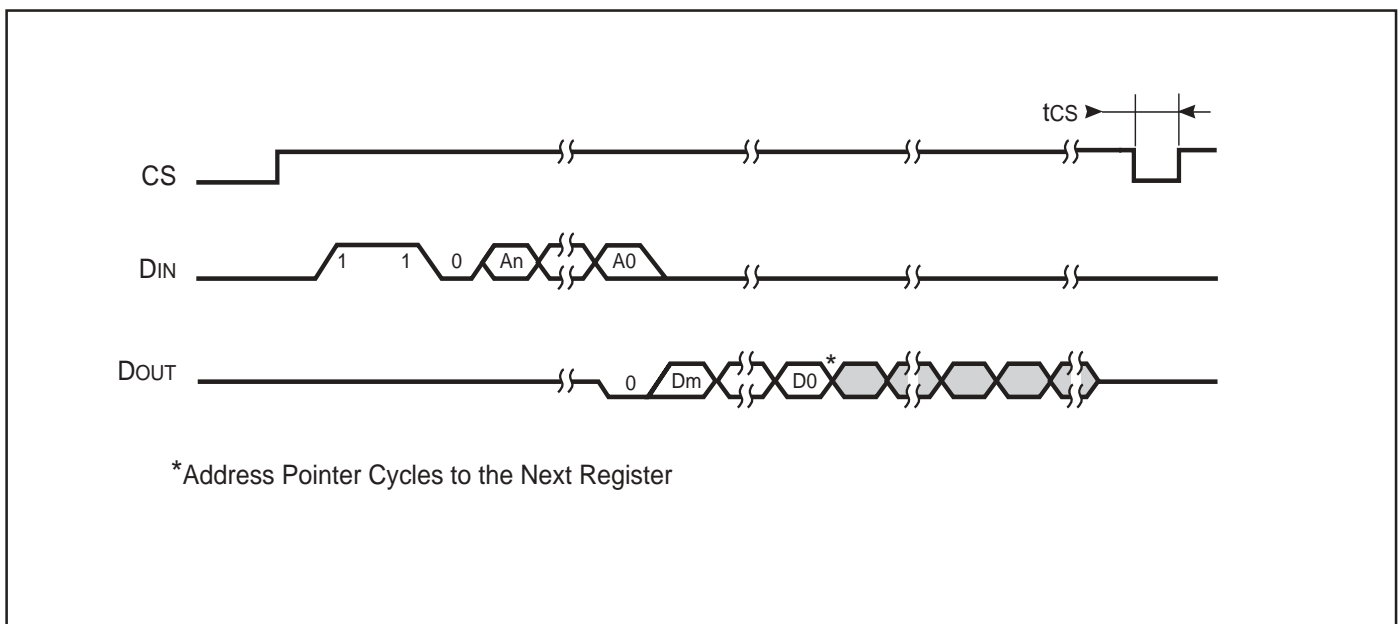 tCS
CS
DIN
1 1 0 An A0
DOUT
0 Dm D0 *
*Address Pointer Cycles to the Next Register